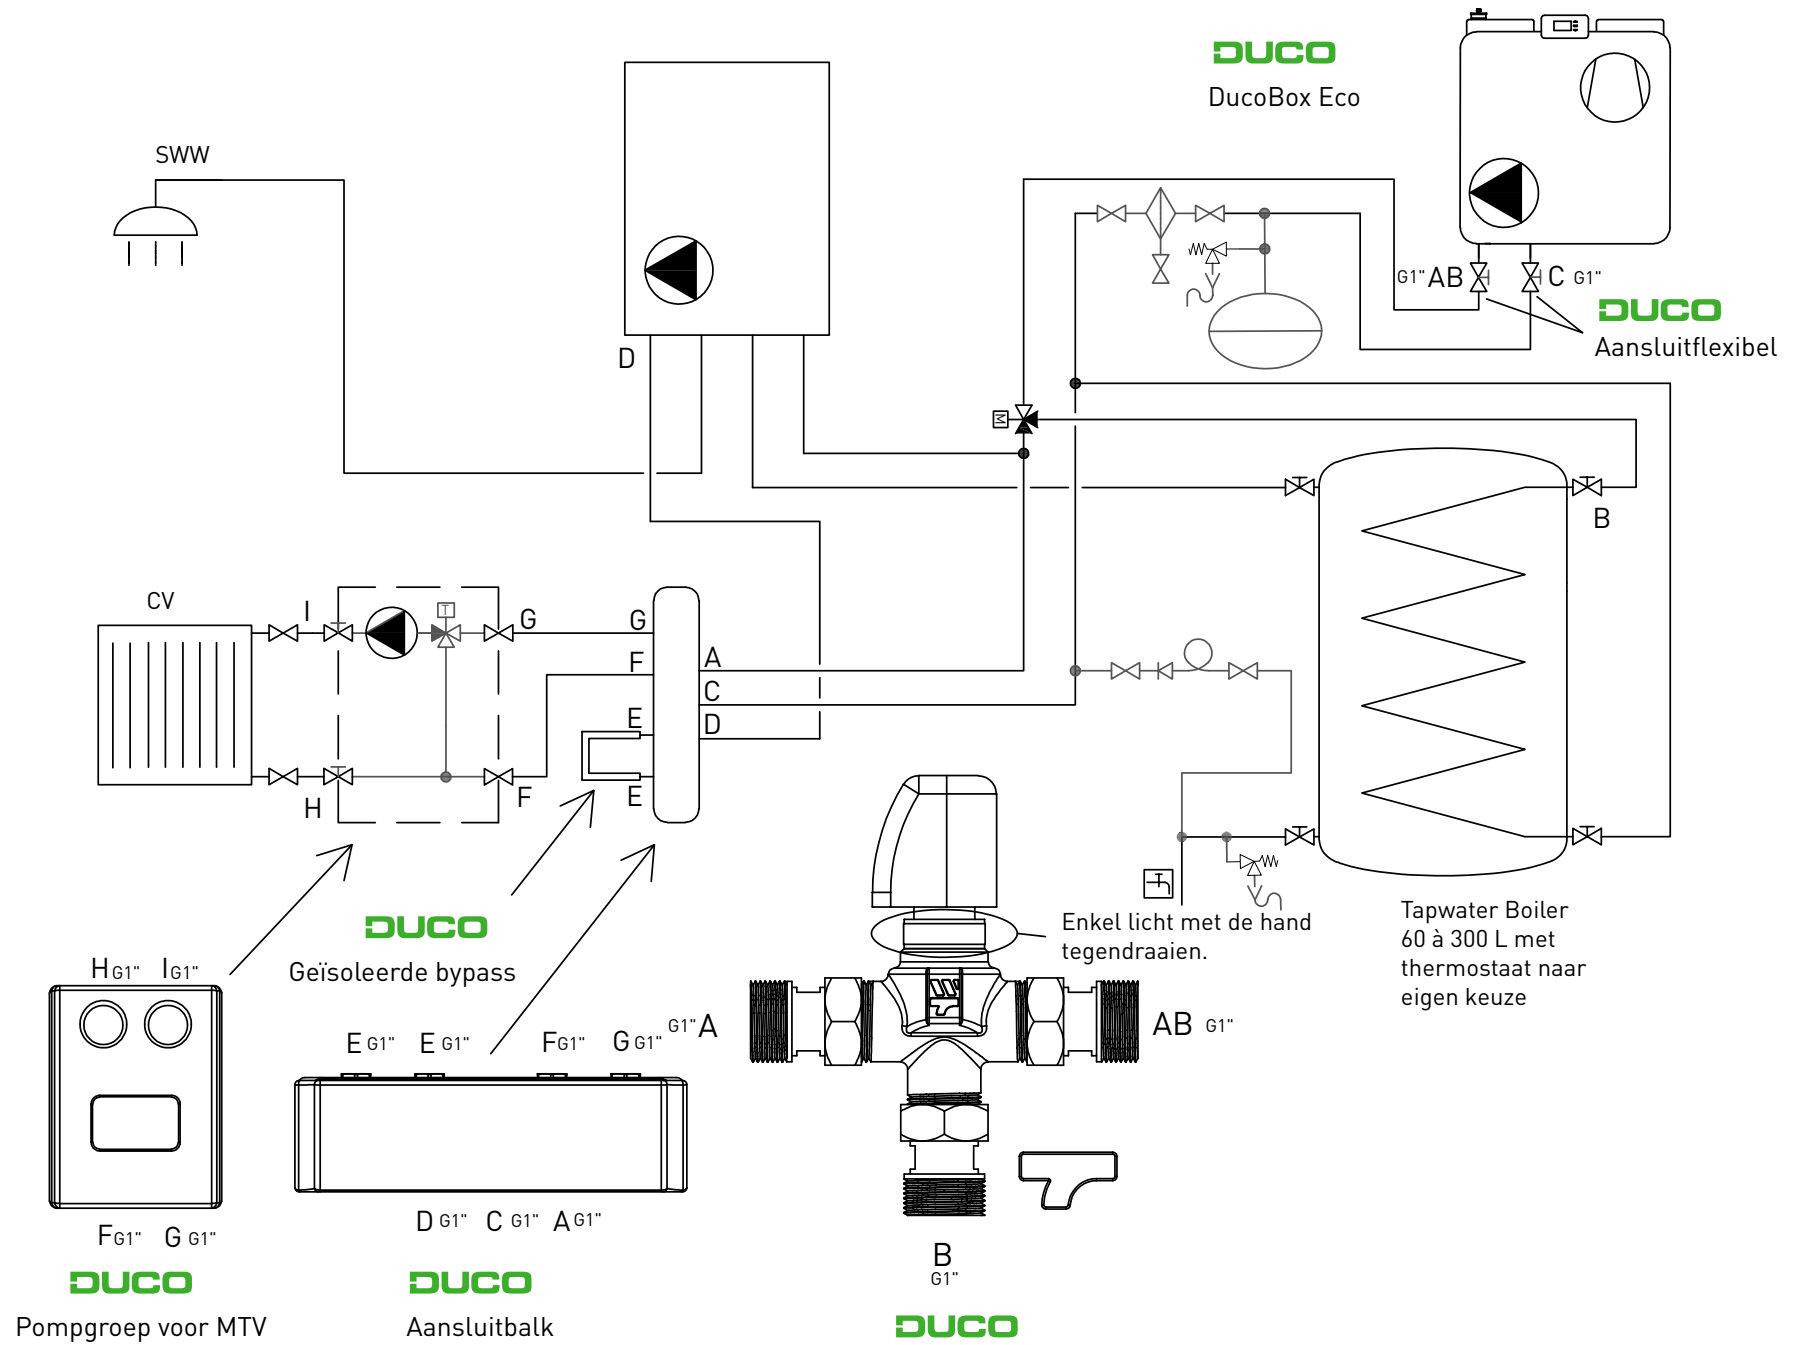 DUCO
DucoBox Eco
SWW
G1" AB
C G1"
DUCO
Aansluitflexibel
D
M
B
CV
I
T
G
G
F
A
C
E
D
H
F
E
Tapwater Boiler
60 à 300 L met
thermostaat naar
eigen keuze
Enkel licht met de hand
tegendraaien.
DUCO
Geïsoleerde bypass
H G1" I G1"
E G1" E G1" F G1" G G1"
G1" A
AB G1"
D G1" C G1" A G1"
F G1" G G1"
B
G1"
DUCO
Pompgroep voor MTV
DUCO
Aansluitbalk
DUCO